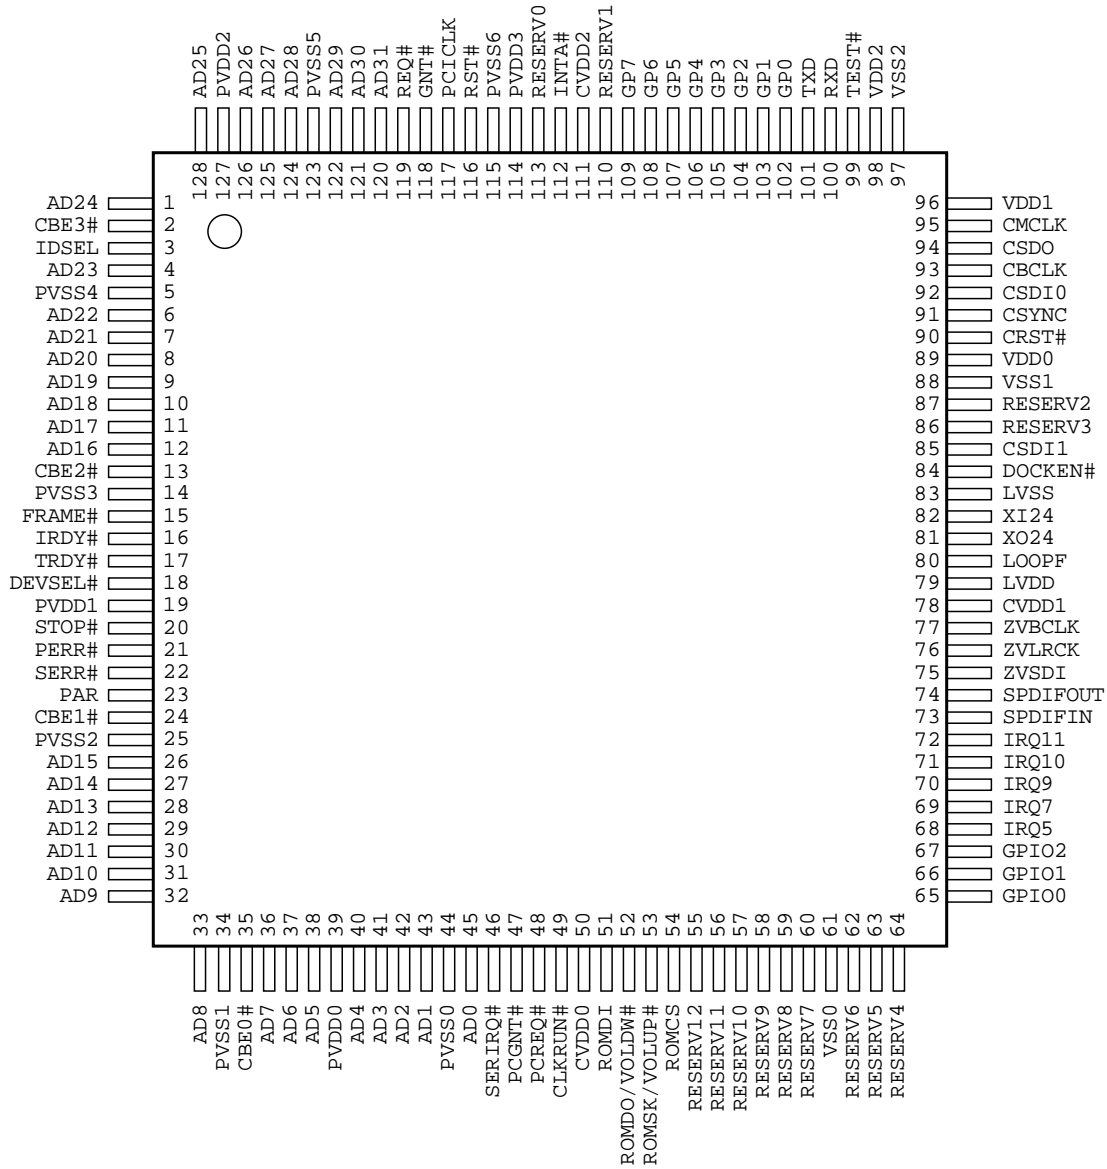 AD25 PVDD2 AD26 AD27 AD28 PVSS5 AD29 AD30 AD31 REQ# GNT# PCICLK RST# PVSS6 PVDD3 RESERV0 INTA# CVDD2 RESERV1 GP7 GP6 GP5 GP4 GP3 GP2 GP1 GP0 TXD RXD TEST# VDD2 VSS2
128 127 126 125 124 123 122 121 120 119 118 117 116 115 114 113 112 111 110 109 108 107 106 105 104 103 102 101 100 99 98 97
AD24 1 96 VDD1
CBE3# 2 95 CMCLK
IDSEL 3 94 CSDO
AD23 4 93 CBCLK
PVSS4 5 92 CSDI0
AD22 6 91 CSYNC
AD21 7 90 CRST#
AD20 8 89 VDD0
AD19 9 88 VSS1
AD18 10 87 RESERV2
AD17 11 86 RESERV3
AD16 12 85 CSDI1
CBE2# 13 84 DOCKEN#
PVSS3 14 83 LVSS
FRAME# 15 82 XI24
IRDY# 16 81 XO24
TRDY# 17 80 LOOPF
DEVSEL# 18 79 LVDD
PVDD1 19 78 CVDD1
STOP# 20 77 ZVBCLK
PERR# 21 76 ZVLRCK
SERR# 22 75 ZVSDI
PAR 23 74 SPDIFOUT
CBE1# 24 73 SPDIFIN
PVSS2 25 72 IRQ11
AD15 26 71 IRQ10
AD14 27 70 IRQ9
AD13 28 69 IRQ7
AD12 29 68 IRQ5
AD11 30 67 GPIO2
AD10 31 66 GPIO1
AD9 32 65 GPIO0
33 34 35 36 37 38 39 40 41 42 43 44 45 46 47 48 49 50 51 52 53 54 55 56 57 58 59 60 61 62 63 64
AD8 PVSS1 CBE0# AD7 AD6 AD5 PVDD0 AD4 AD3 AD2 AD1 PVSS0 AD0 SERIRQ# PCGNT# PCREQ# CLKRUN# CVDD0 ROMDI ROMDO/VOLDW# ROMSK/VOLUP# ROMCS RESERV12 RESERV11 RESERV10 RESERV9 RESERV8 RESERV7 VSS0 RESERV6 RESERV5 RESERV4